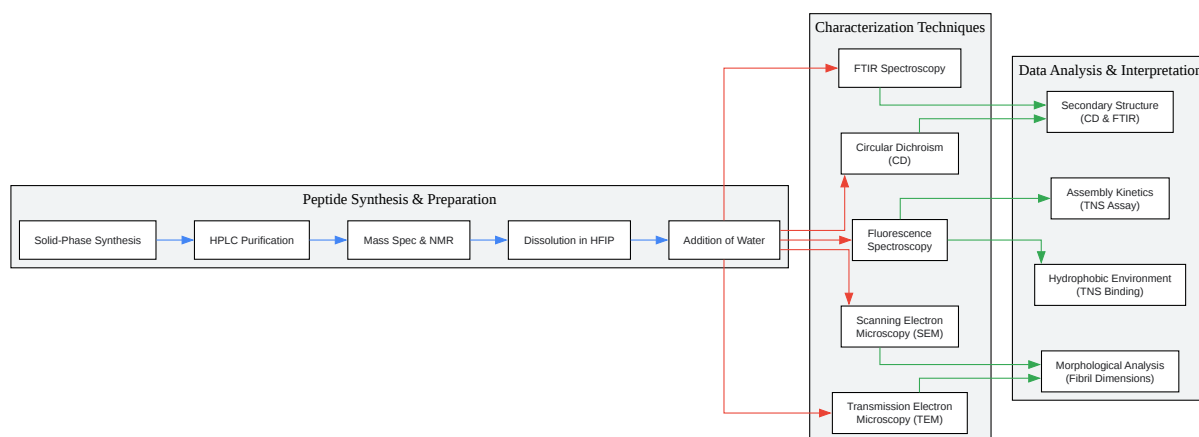 Peptide Synthesis & Preparation
Solid-Phase Synthesis
HPLC Purification
Mass Spec & NMR
Dissolution in HFIP
Addition of Water
Characterization Techniques
FTIR Spectroscopy
Circular Dichroism
(CD)
Fluorescence
Spectroscopy
Scanning Electron
Microscopy (SEM)
Transmission Electron
Microscopy (TEM)
Data Analysis & Interpretation
Secondary Structure
(CD & FTIR)
Assembly Kinetics
(TNS Assay)
Hydrophobic Environment
(TNS Binding)
Morphological Analysis
(Fibril Dimensions)